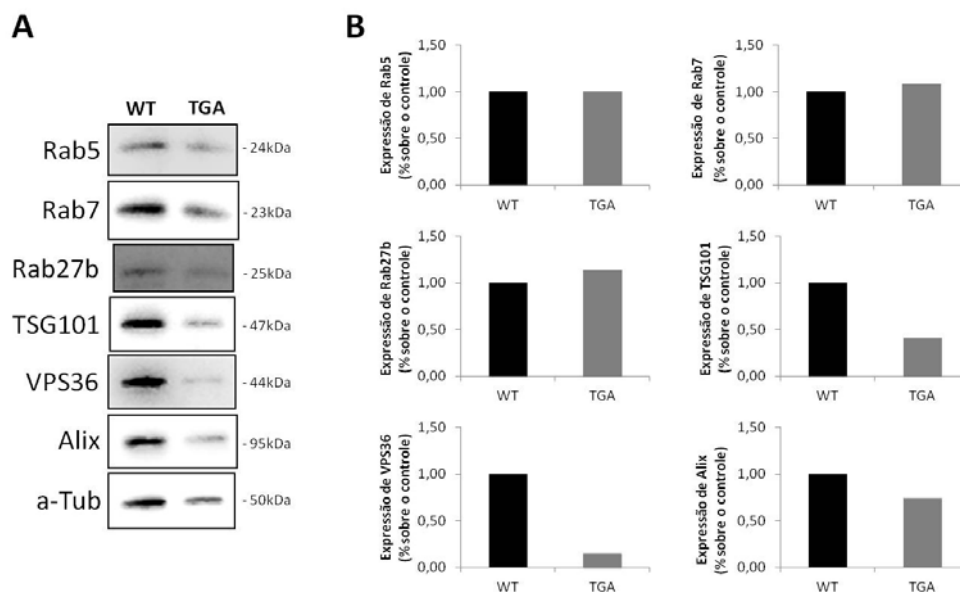 A
WT TGA
Rab5 - 24kDa
Rab7 - 23kDa
Rab27b - 25kDa
TSG101 - 47kDa
VPS36 - 44kDa
Alix - 95kDa
a-Tub - 50kDa
B
Expressão de Rab5
(% sobre o controle)
1,50
1,00
0,50
0,00
WT TGA
Expressão de Rab7
(% sobre o controle)
1,50
1,00
0,50
0,00
WT TGA
Expressão de Rab27b
(% sobre o controle)
1,50
1,00
0,50
0,00
WT TGA
Expressão de TSG101
(% sobre o controle)
1,50
1,00
0,50
0,00
WT TGA
Expressão de VPS36
(% sobre o controle)
1,50
1,00
0,50
0,00
WT TGA
Expressão de Alix
(% sobre o controle)
1,50
1,00
0,50
0,00
WT TGA